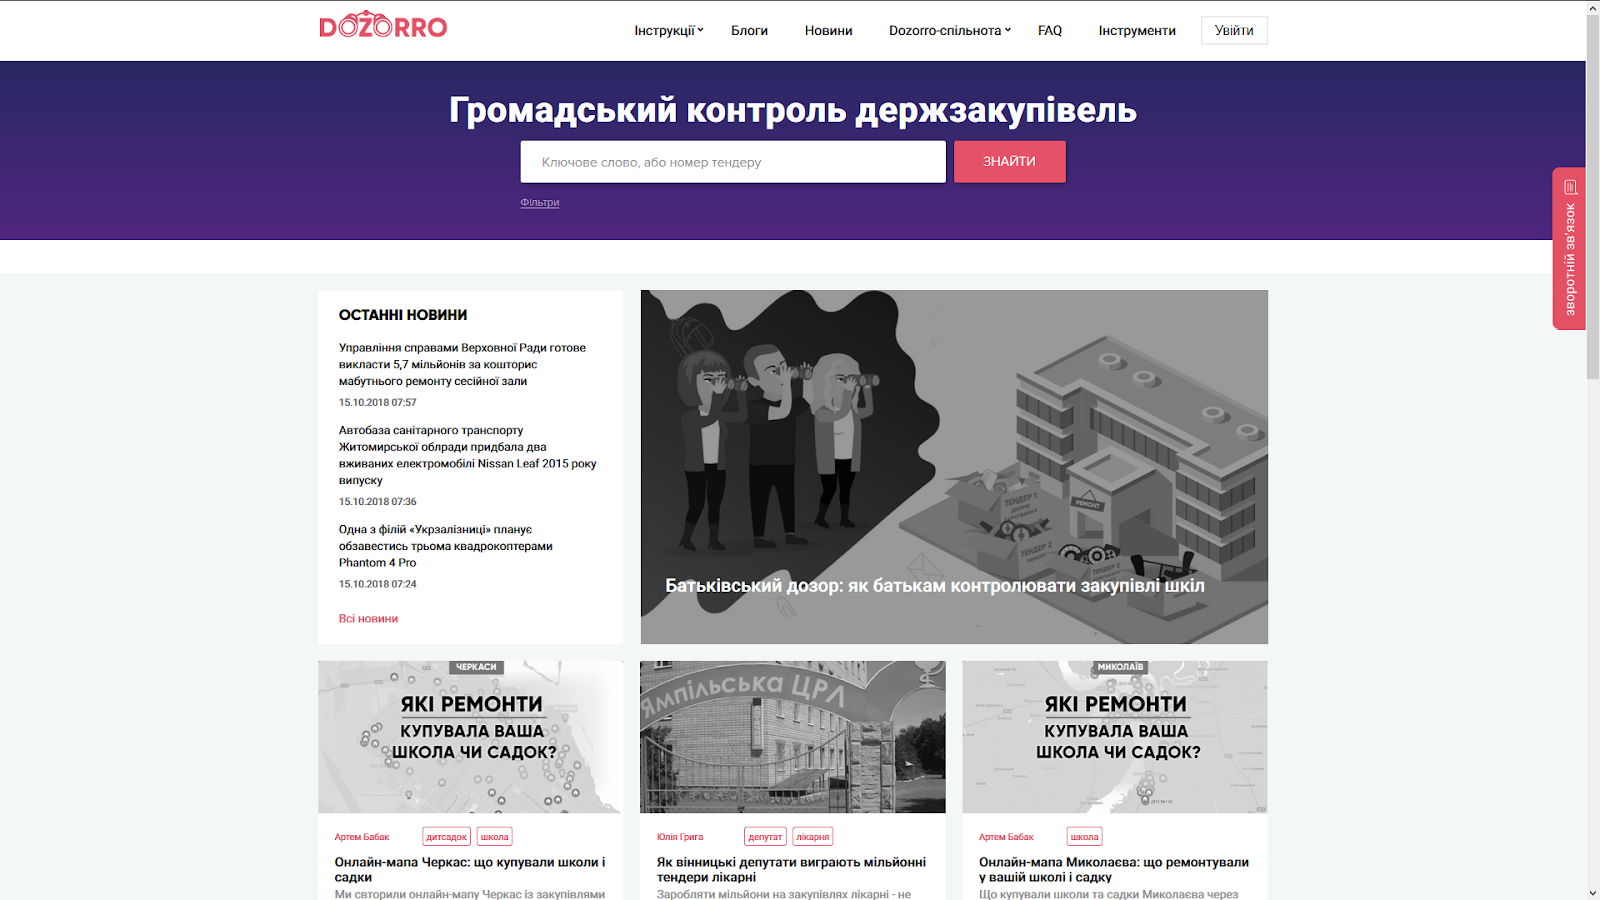 DOZORRO
Інструкції
Блоги
Новини
Dozorro-спільнота
FAQ
Інструменти
Увійти
Громадський контроль держзакупівель
Ключове слово, або номер тендеру
ЗНАЙТИ
Фільтри
зворотній зв'язок
ОСТАННІ НОВИНИ
Управління справами Верховної Ради готове
викласти 5,7 мільйонів за кошторис
мабутнього ремонту сесійної зали
15.10.2018 07:57
Автобаза санітарного транспорту
Житомирської облради придбала два
вживаних електромобілі Nissan Leaf 2015 року
випуску
15.10.2018 07:36
Одна з філій «Укрзалізниці» планує
обзавестись трьома квадрокоптерами
Phantom 4 Pro
15.10.2018 07:24
Всі новини
РЕМОНТ
ТЕНДЕР 1
ТЕНДЕР 2
ТЕНДЕР 3
Батьківський дозор: як батькам контролювати закупівлі шкіл
ЧЕРКАСИ
ЯКІ РЕМОНТИ
КУПУВАЛА ВАША
ШКОЛА ЧИ САДОК?
Артем Бабак
дитсадок
школа
Онлайн-мапа Черкас: що купували школи і
садки
Ми свторили онлайн-мапу Черкас із закупівлями
Ямпільська ЦРЛ
Юлія Грига
депутат
лікарня
Як вінницькі депутати виграють мільйонні
тендери лікарні
Заробляти мільйони на закупівлях лікарні - не
МИКОЛАЇВ
ЯКІ РЕМОНТИ
КУПУВАЛА ВАША
ШКОЛА ЧИ САДОК?
Артем Бабак
школа
Онлайн-мапа Миколаєва: що ремонтували
у вашій школі і садку
Що купували школи та садки Миколаєва через